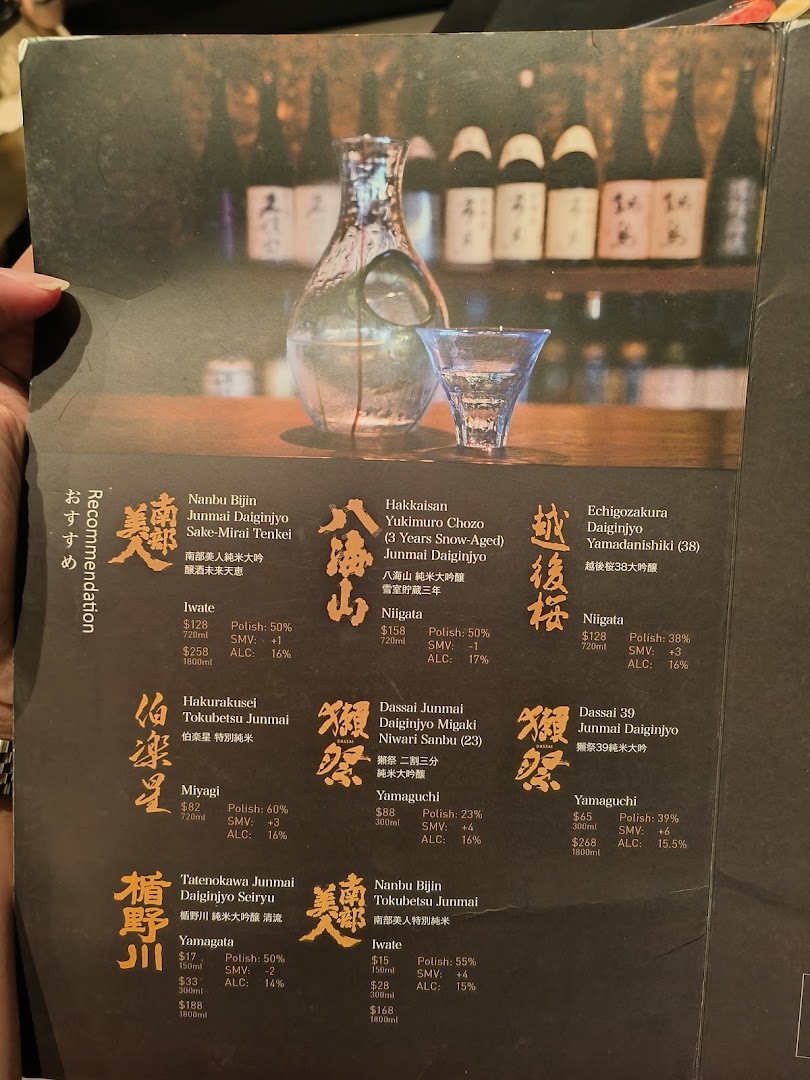 Recommendation
おすすめ
南部美人
Nanbu Bijin
Junmai Daiginjyo
Sake-Mirai Tenkei
南部美人純米大吟
醸酒未来天恵
Iwate
$128
720ml
$258
1800ml
Polish: 50%
SMV: +1
ALC: 16%
八海山
Hakkaisan
Yukimuro Chozo
(3 Years Snow-Aged)
Junmai Daiginjyo
八海山 純米大吟醸
雪室貯蔵三年
Niigata
$158
720ml
Polish: 50%
SMV: -1
ALC: 17%
越後桜
Echigozakura
Daiginjyo
Yamadanishiki (38)
越後桜38大吟醸
Niigata
$128
720ml
Polish: 38%
SMV: +3
ALC: 16%
伯楽星
Hakurakusei
Tokubetsu Junmai
伯楽星 特別純米
Miyagi
$82
720ml
Polish: 60%
SMV: +3
ALC: 16%
獺祭
DASSAI
Dassai Junmai
Daiginjyo Migaki
Niwari Sanbu (23)
獺祭 二割三分
純米大吟醸
Yamaguchi
$88
300ml
Polish: 23%
SMV: +4
ALC: 16%
獺祭
DASSAI
Dassai 39
Junmai Daiginjyo
獺祭39純米大吟
Yamaguchi
$65
300ml
$268
1800ml
Polish: 39%
SMV: +6
ALC: 15.5%
楯野川
Tatenokawa Junmai
Daiginjyo Seiryu
楯野川 純米大吟醸 清流
Yamagata
$17
150ml
$33
300ml
$188
1800ml
Polish: 50%
SMV: -2
ALC: 14%
南部美人
Nanbu Bijin
Tokubetsu Junmai
南部美人特別純米
Iwate
$15
150ml
$28
300ml
$168
1800ml
Polish: 55%
SMV: +4
ALC: 15%